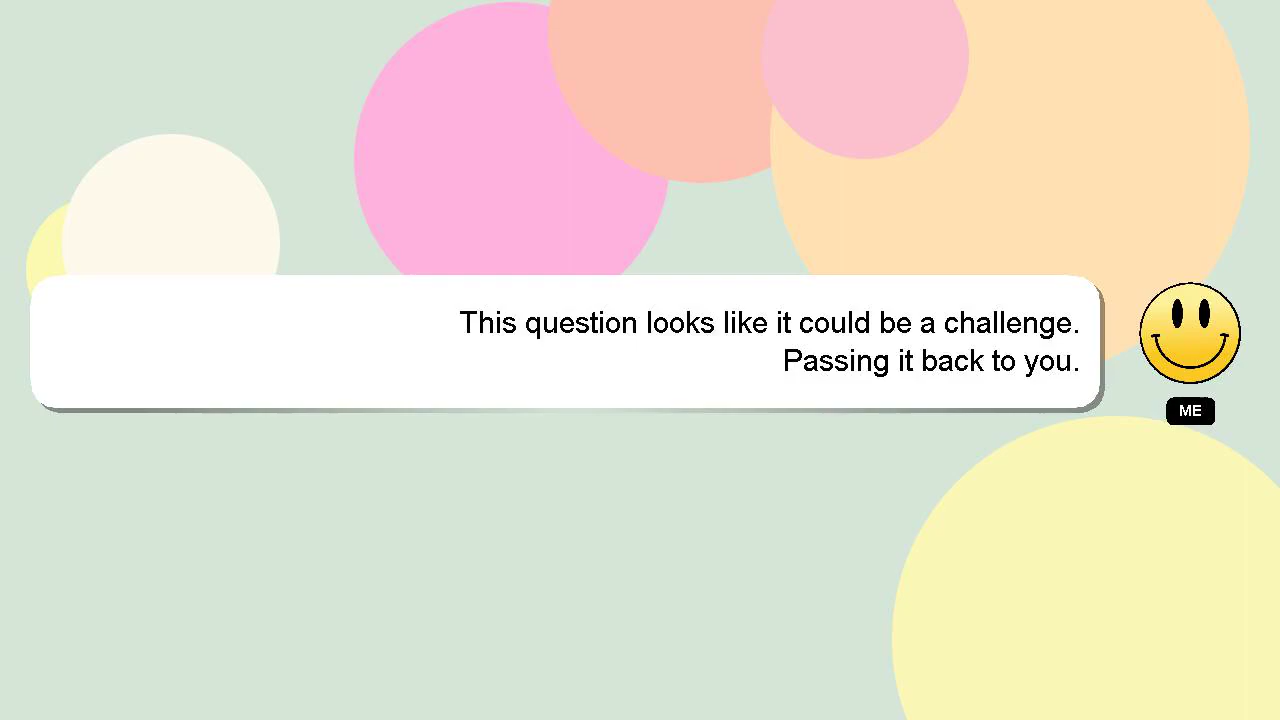 This question looks like it could be a challenge.
Passing it back to you.
ME